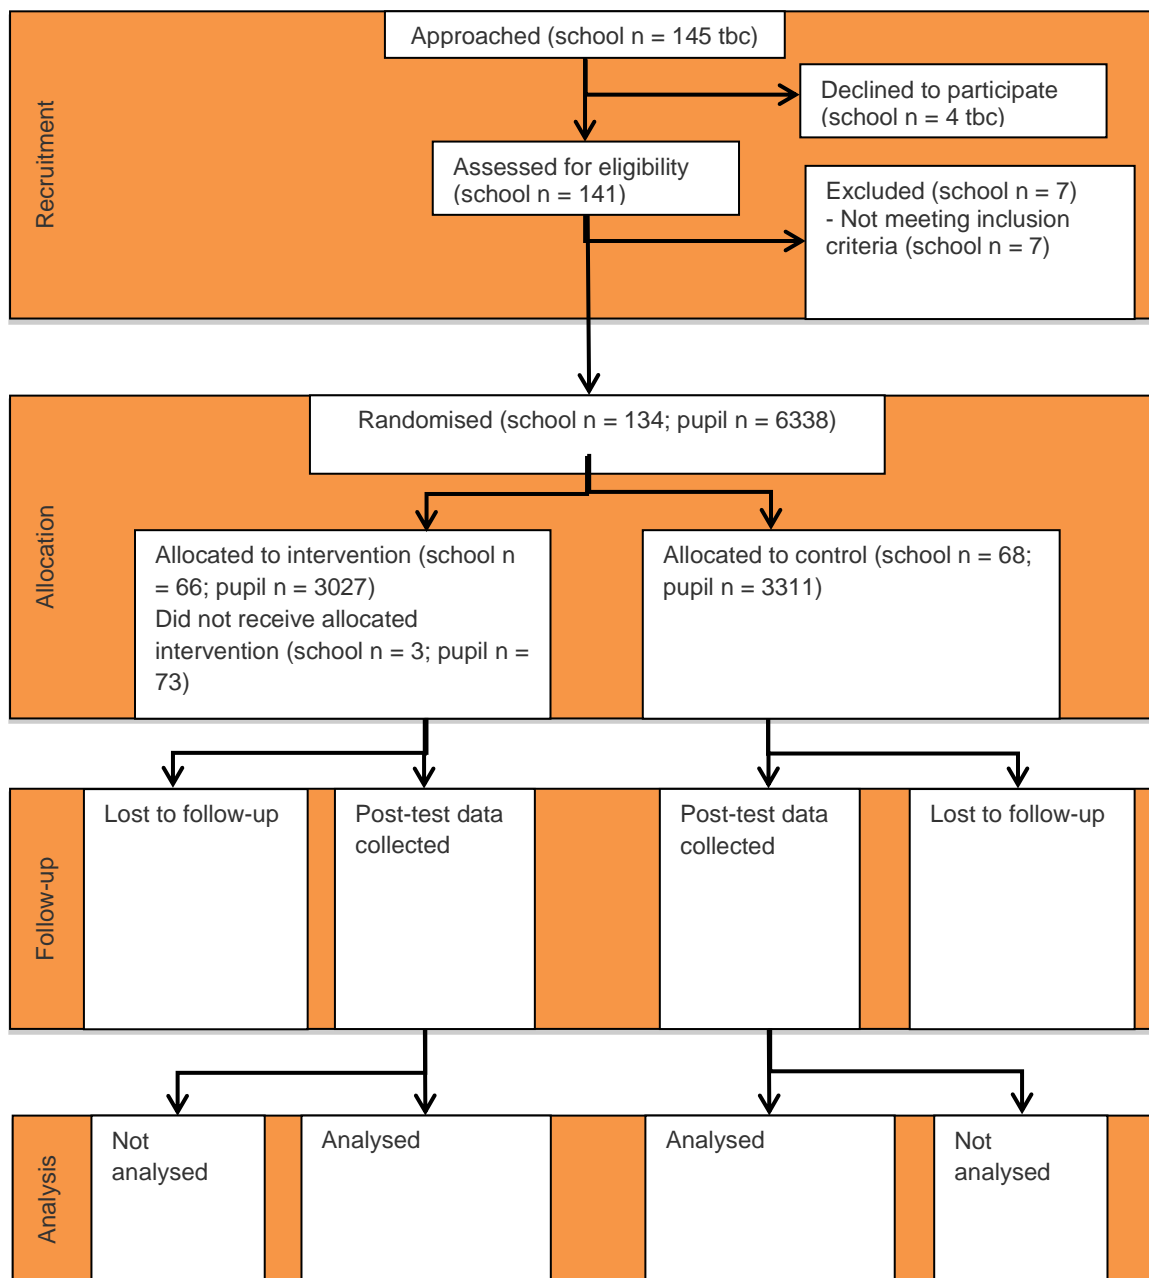 Approached (school n = 145 tbc)
Declined to participate
(school n = 4 tbc)
Recruitment
Assessed for eligibility
(school n = 141)
Excluded (school n = 7)
- Not meeting inclusion
criteria (school n = 7)
Randomised (school n = 134; pupil n = 6338)
Allocation
Allocated to intervention (school n
= 66; pupil n = 3027)
Did not receive allocated
intervention (school n = 3; pupil n =
73)
Allocated to control (school n = 68;
pupil n = 3311)
Follow-up
Lost to follow-up
Post-test data
collected
Post-test data
collected
Lost to follow-up
Analysis
Not
analysed
Analysed
Analysed
Not
analysed